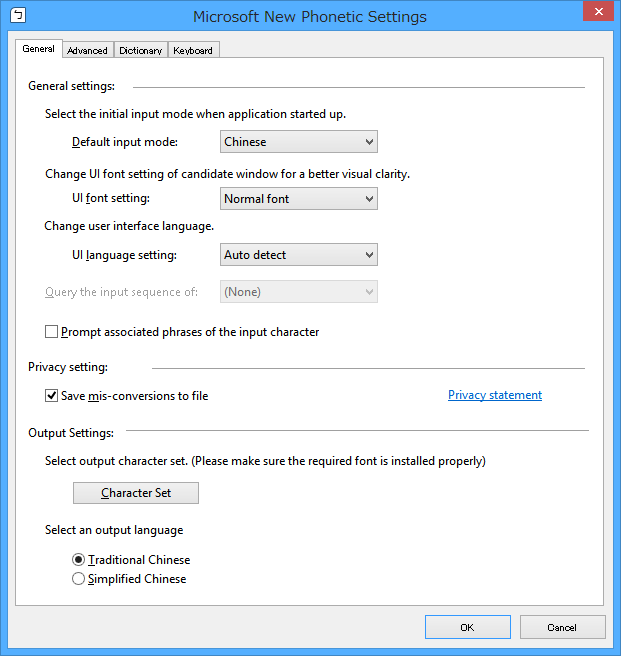 Microsoft New Phonetic Settings
General Advanced Dictionary Keyboard
General settings:
Select the initial input mode when application started up.
Default input mode: Chinese
Change UI font setting of candidate window for a better visual clarity.
UI font setting: Normal font
Change user interface language.
UI language setting: Auto detect
Query the input sequence of: (None)
Prompt associated phrases of the input character
Privacy setting:
Save mis-conversions to file Privacy statement
Output Settings:
Select output character set. (Please make sure the required font is installed properly)
Character Set
Select an output language
Traditional Chinese
Simplified Chinese
OK Cancel